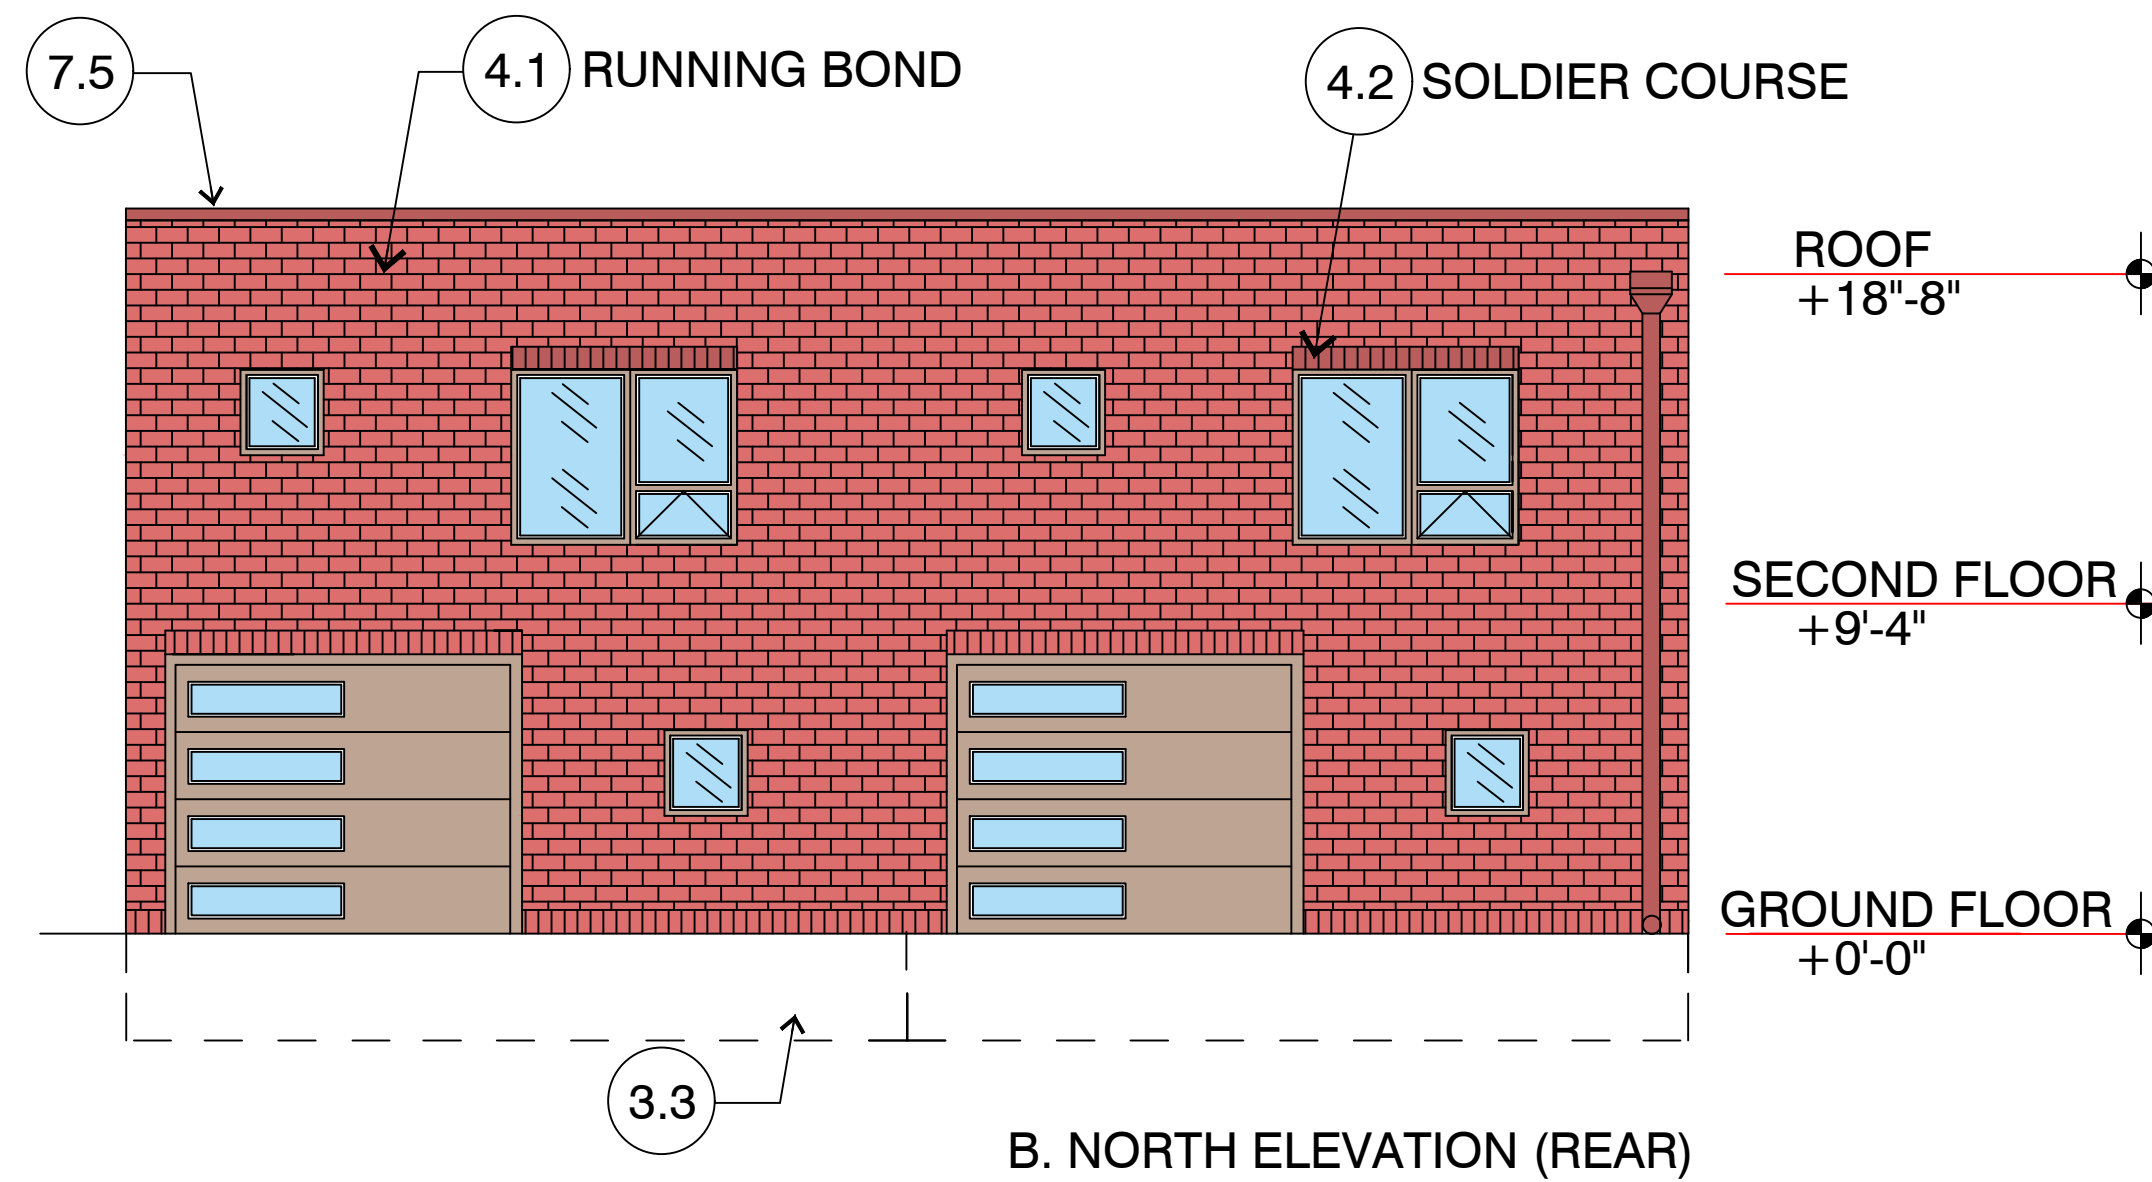 7.5
4.1 RUNNING BOND
4.2 SOLDIER COURSE
ROOF
+18"-8"
SECOND FLOOR
+9'-4"
GROUND FLOOR
+0'-0"
3.3
B. NORTH ELEVATION (REAR)